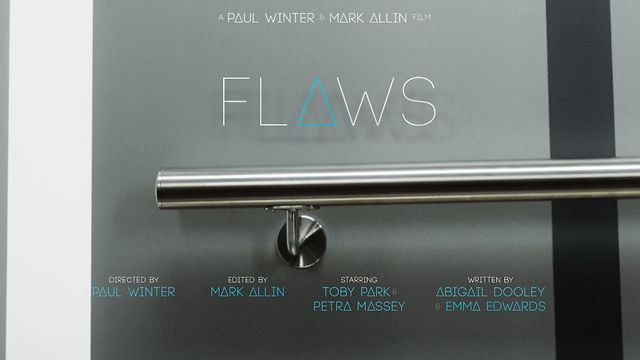 A PAUL WINTER & MARK ALLIN FILM
FLAWS
DIRECTED BY
PAUL WINTER
EDITED BY
MARK ALLIN
STARRING
TOBY PARK &
PETRA MASSEY
WRITTEN BY
ABIGAIL DOOLEY
& EMMA EDWARDS